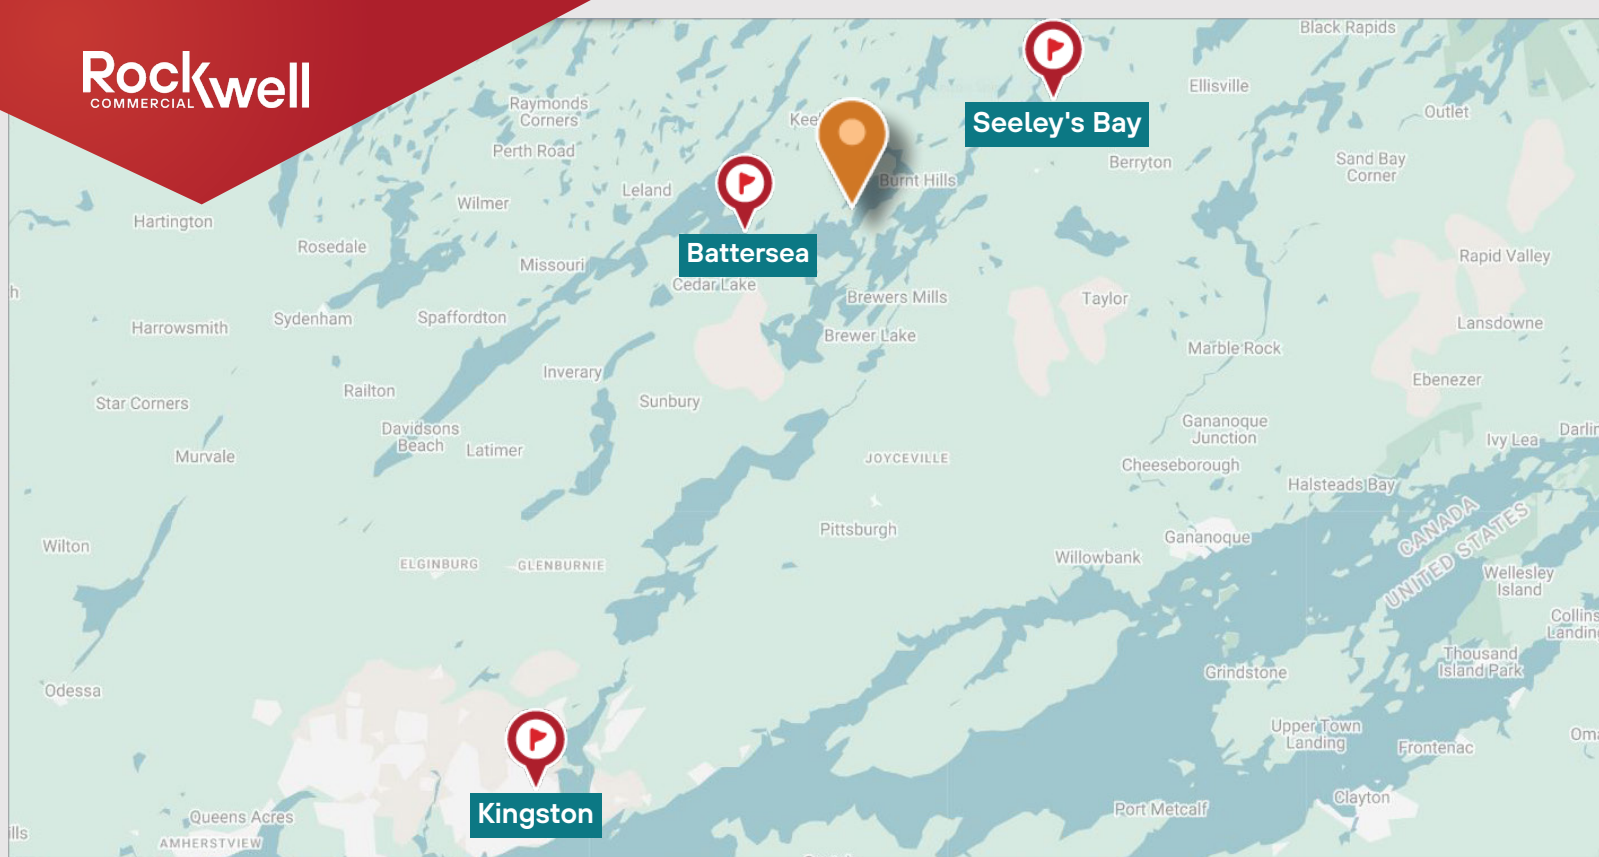 Rockwell
COMMERCIAL
Black Rapids
Ellisville
Seeley's Bay
Outlet
Raymonds
Corners
Perth Road
Berryton
Sand Bay
Corner
Burnt Hills
Leland
Wilmer
Hartington
Rosedale
Battersea
Missouri
Cedar Lake
Rapid Valley
Brewers Mills
Taylor
Harrowsmith
Sydenham
Spaffordton
Lansdowne
Brewer Lake
Marble Rock
Inverary
Railton
Ebenezer
Star Corners
Sunbury
Davidsons
Beach
Latimer
Gananoque
Junction
Ivy Lea
Murvale
JOYCEVILLE
Cheeseborough
Halsteads Bay
CANADA
UNITED STATES
Pittsburgh
Wilton
ELGINBURG
GLENBURNIE
Willowbank
Gananoque
Wellesley
Island
Collins
Thousand
Island Park
Grindstone
Odessa
Upper Town
Landing
Frontenac
Kingston
Port Metcalf
Clayton
Queens Acres
AMHERSTVIEW